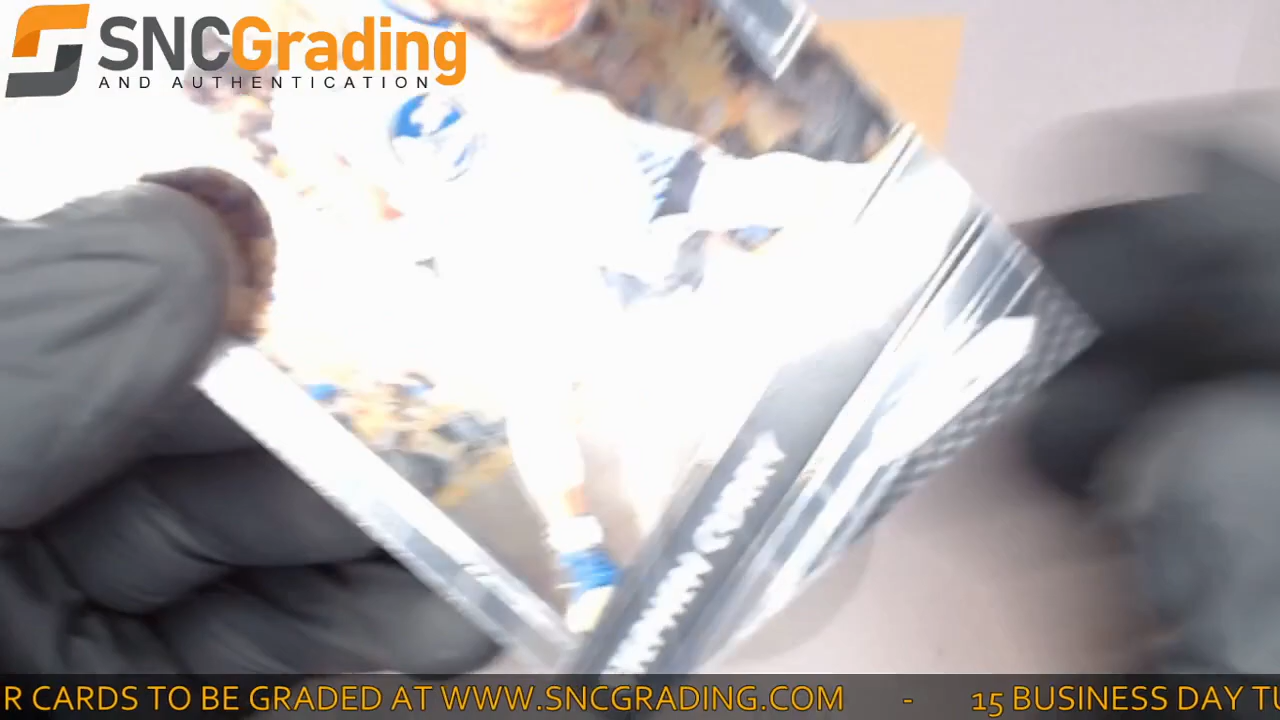 SNCGrading
AND AUTHENTICATION
R CARDS TO BE GRADED AT WWW.SNCGRADING.COM - 15 BUSINESS DAY TU